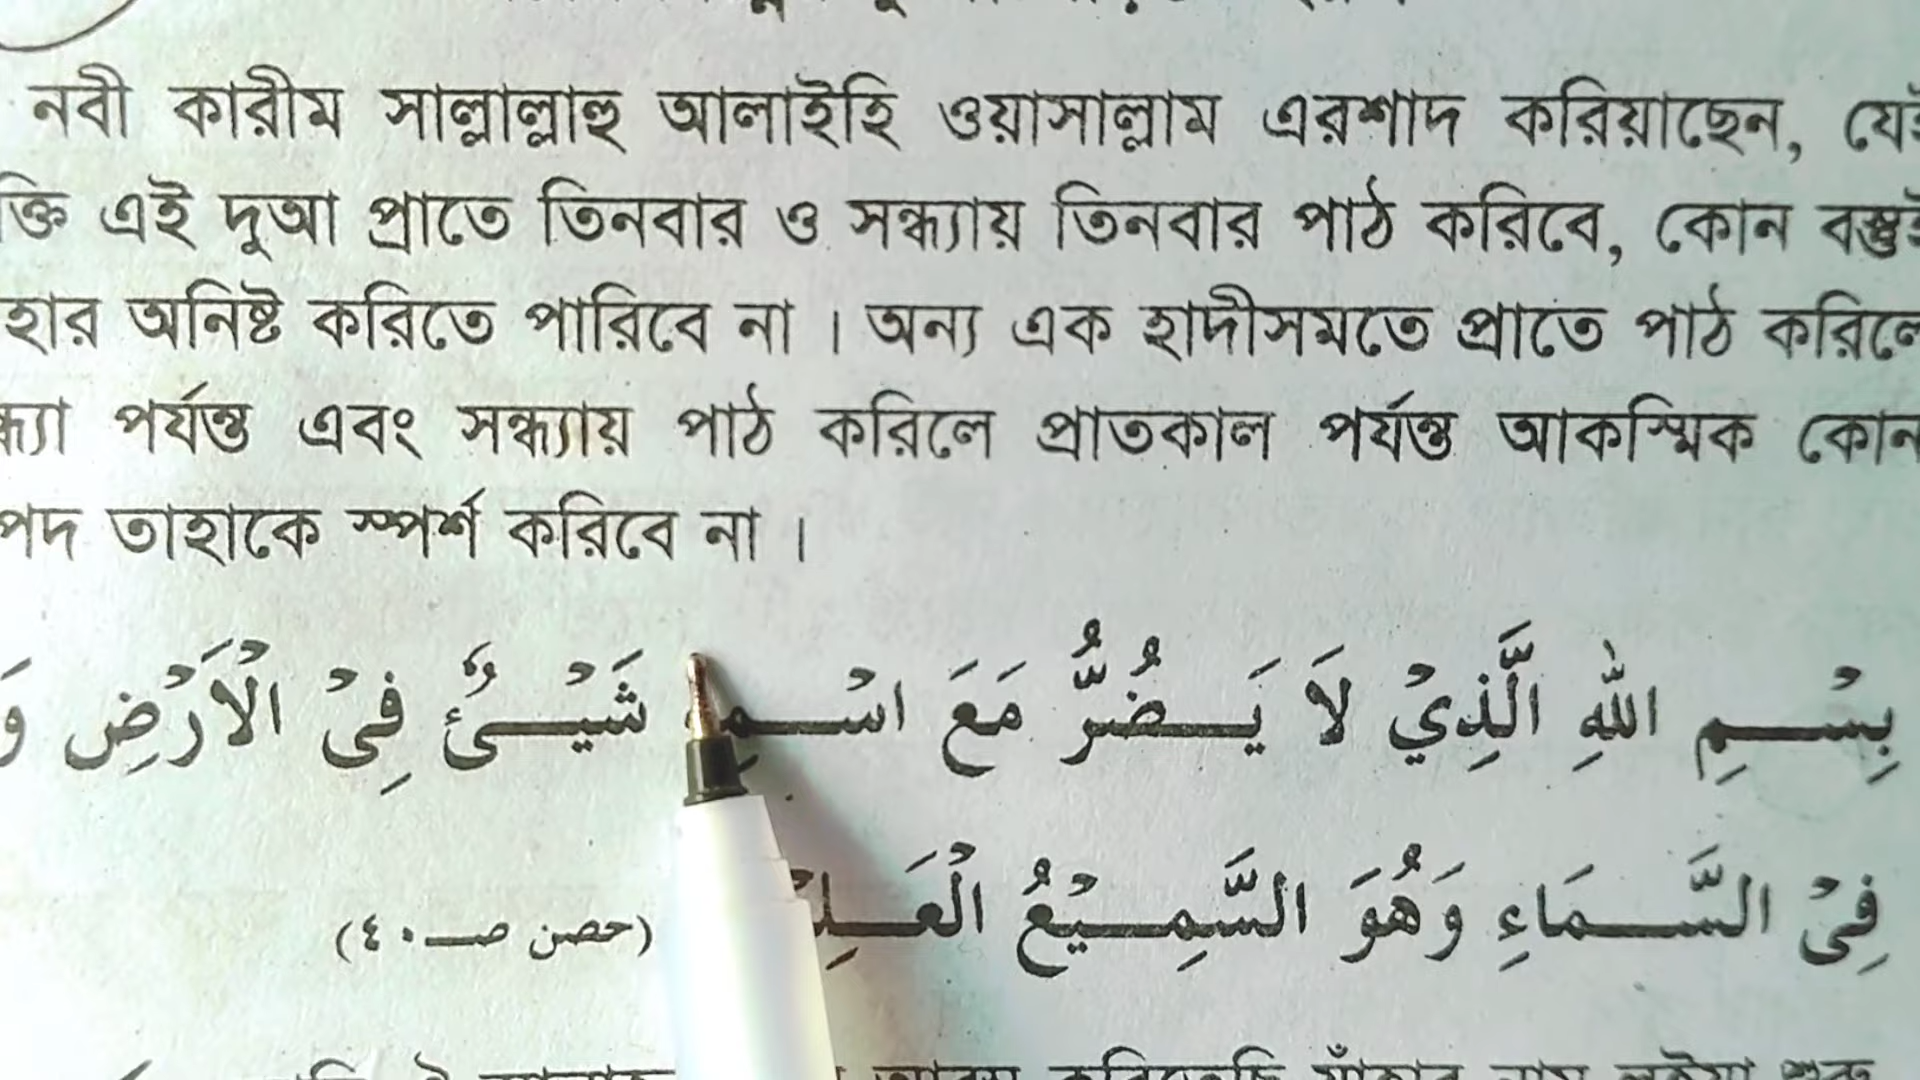 নবী কারীম সাল্লাল্লাহু আলাইহি ওয়াসাল্লাম এরশাদ করিয়াছেন, যেই
ক্তি এই দুআ প্রাতে তিনবার ও সন্ধ্যায় তিনবার পাঠ করিবে, কোন বস্তুই
হার অনিষ্ট করিতে পারিবে না । অন্য এক হাদীসমতে প্রাতে পাঠ করিলে
ন্ধ্যা পর্যন্ত এবং সন্ধ্যায় পাঠ করিলে প্রাতকাল পর্যন্ত আকস্মিক কোন
পদ তাহাকে স্পর্শ করিবে না ।
بِسْمِ اللهِ الَّذِيْ لاَ يَضُرُّ مَعَ اسْمِهِ شَيْئٌ فِىْ الْاَرْضِ وَ
فِىْ السَّمَاءِ وَهُوَ السَّمِيْعُ الْعَلِ (حصن صـ ٤٠)